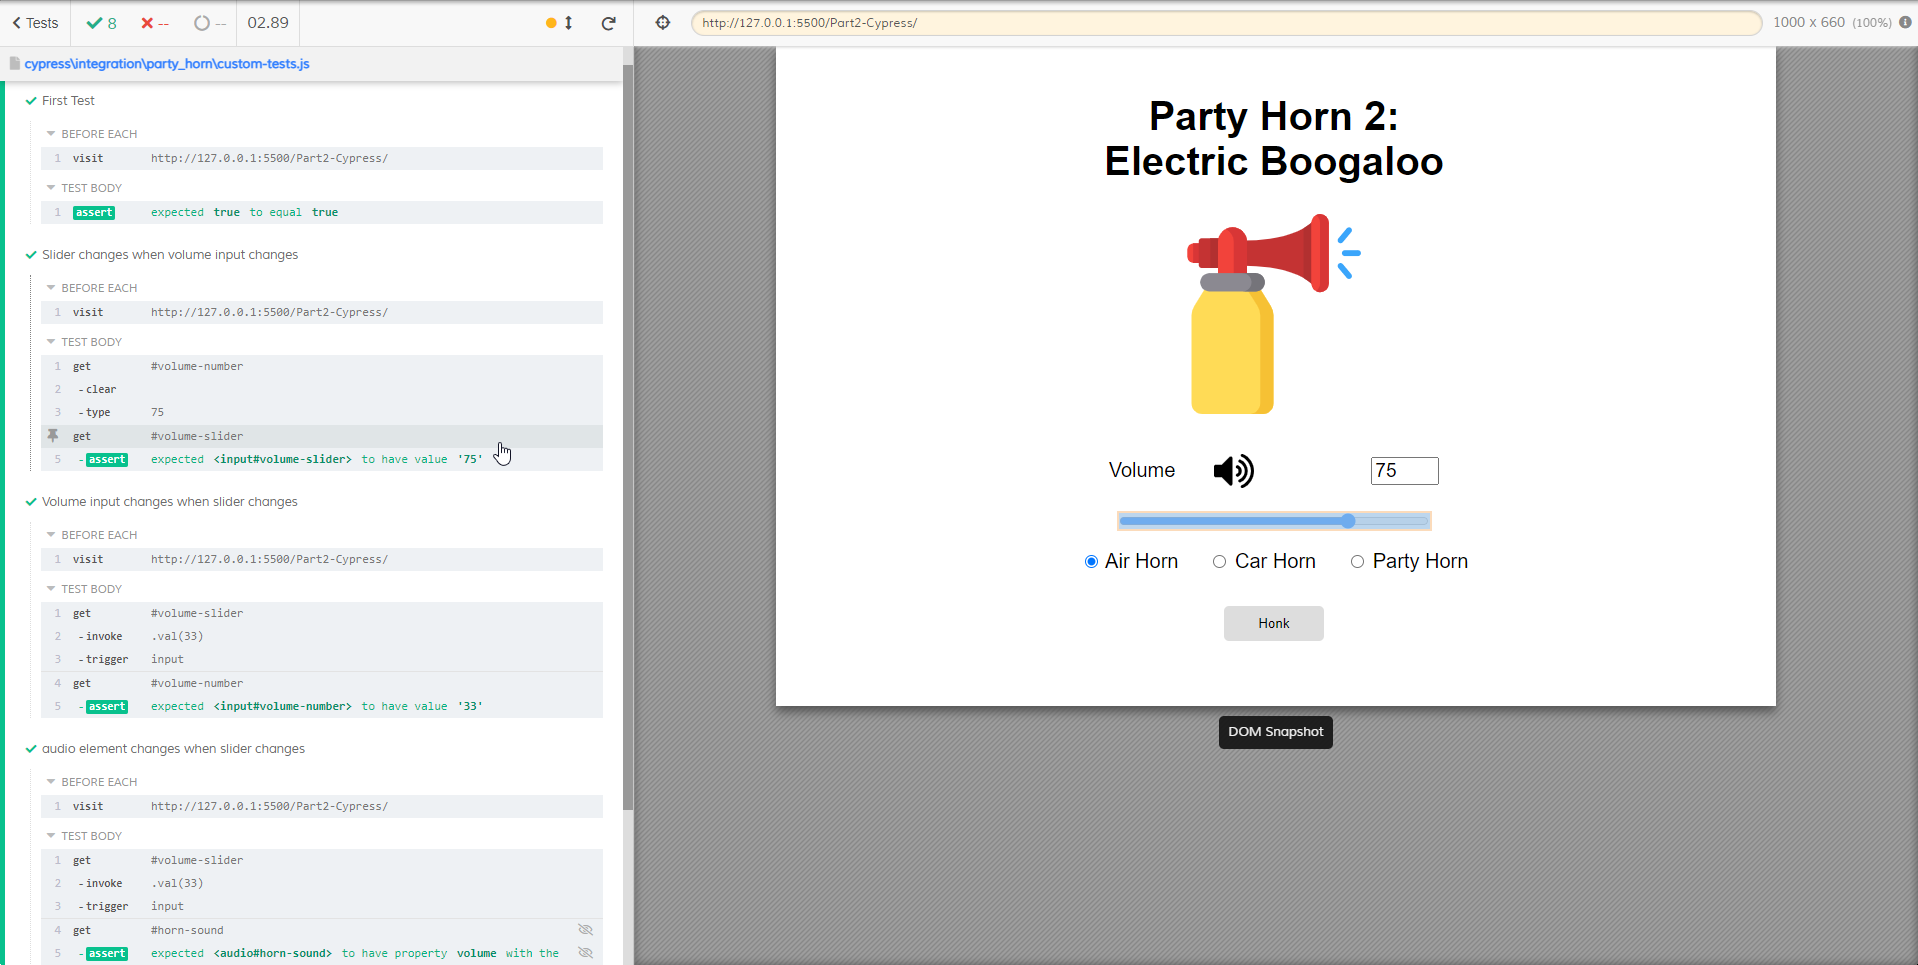 Tests 8 -- -- 02.89
cypress\integration\party_horn\custom-tests.js
First Test
BEFORE EACH
1 visit http://127.0.0.1:5500/Part2-Cypress/
TEST BODY
1 assert expected true to equal true
Slider changes when volume input changes
BEFORE EACH
1 visit http://127.0.0.1:5500/Part2-Cypress/
TEST BODY
1 get #volume-number
2 -clear
3 -type 75
get #volume-slider
5 -assert expected <input#volume-slider> to have value '75'
Volume input changes when slider changes
BEFORE EACH
1 visit http://127.0.0.1:5500/Part2-Cypress/
TEST BODY
1 get #volume-slider
2 -invoke .val(33)
3 -trigger input
4 get #volume-number
5 -assert expected <input#volume-number> to have value '33'
audio element changes when slider changes
BEFORE EACH
1 visit http://127.0.0.1:5500/Part2-Cypress/
TEST BODY
1 get #volume-slider
2 -invoke .val(33)
3 -trigger input
4 get #horn-sound
5 -assert expected <audio#horn-sound> to have property volume with the
http://127.0.0.1:5500/Part2-Cypress/ 1000 x 660 (100%)
Party Horn 2:
Electric Boogaloo
Volume 75
Air Horn Car Horn Party Horn
Honk
DOM Snapshot